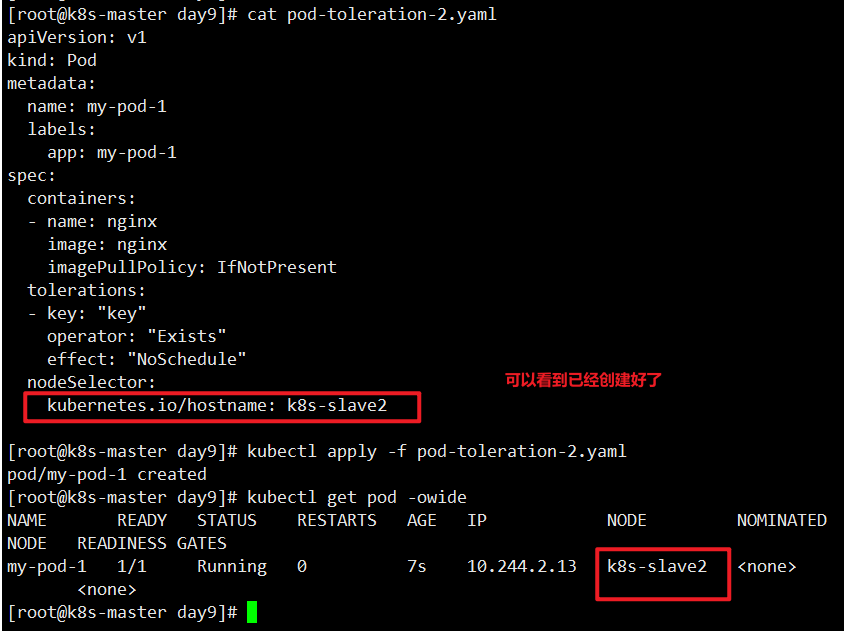 [root@k8s-master day9]# cat pod-toleration-2.yaml
apiVersion: v1
kind: Pod
metadata:
  name: my-pod-1
  labels:
    app: my-pod-1
spec:
  containers:
  - name: nginx
    image: nginx
    imagePullPolicy: IfNotPresent
  tolerations:
  - key: "key"
    operator: "Exists"
    effect: "NoSchedule"
  nodeSelector:
可以看到已经创建好了
    kubernetes.io/hostname: k8s-slave2
[root@k8s-master day9]# kubectl apply -f pod-toleration-2.yaml
pod/my-pod-1 created
[root@k8s-master day9]# kubectl get pod -owide
NAME       READY   STATUS    RESTARTS   AGE   IP            NODE         NOMINATED
NODE   READINESS GATES
my-pod-1   1/1     Running   0          7s    10.244.2.13   k8s-slave2   <none>
       <none>
[root@k8s-master day9]#